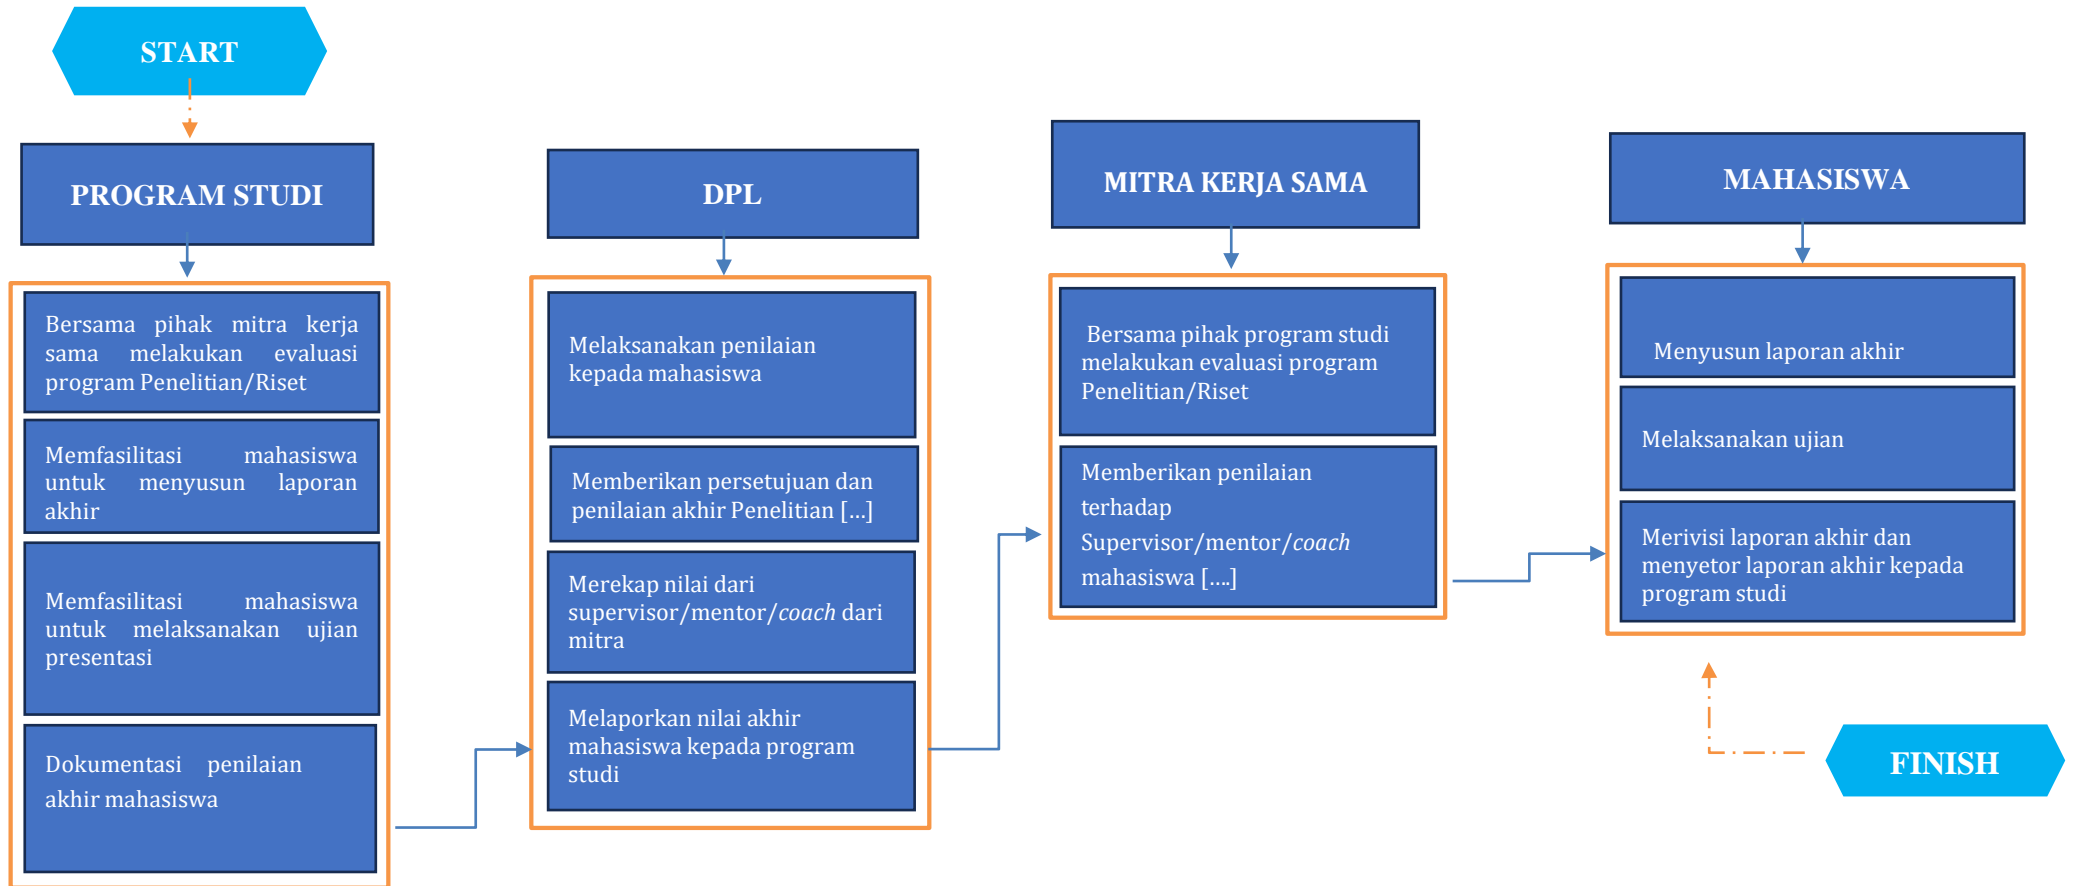 START
PROGRAM STUDI
Bersama pihak mitra kerja
sama melakukan evaluasi
program Penelitian/Riset
Memfasilitasi mahasiswa
untuk menyusun laporan
akhir
Memfasilitasi mahasiswa
untuk melaksanakan ujian
presentasi
Dokumentasi penilaian
akhir mahasiswa
DPL
Melaksanakan penilaian
kepada mahasiswa
Memberikan persetujuan dan
penilaian akhir Penelitian [...]
Merekap nilai dari
supervisor/mentor/coach dari
mitra
Melaporkan nilai akhir
mahasiswa kepada program
studi
MITRA KERJA SAMA
Bersama pihak program studi
melakukan evaluasi program
Penelitian/Riset
Memberikan penilaian
terhadap
Supervisor/mentor/coach
mahasiswa [....]
MAHASISWA
Menyusun laporan akhir
Melaksanakan ujian
Merivisi laporan akhir dan
menyetor laporan akhir kepada
program studi
FINISH